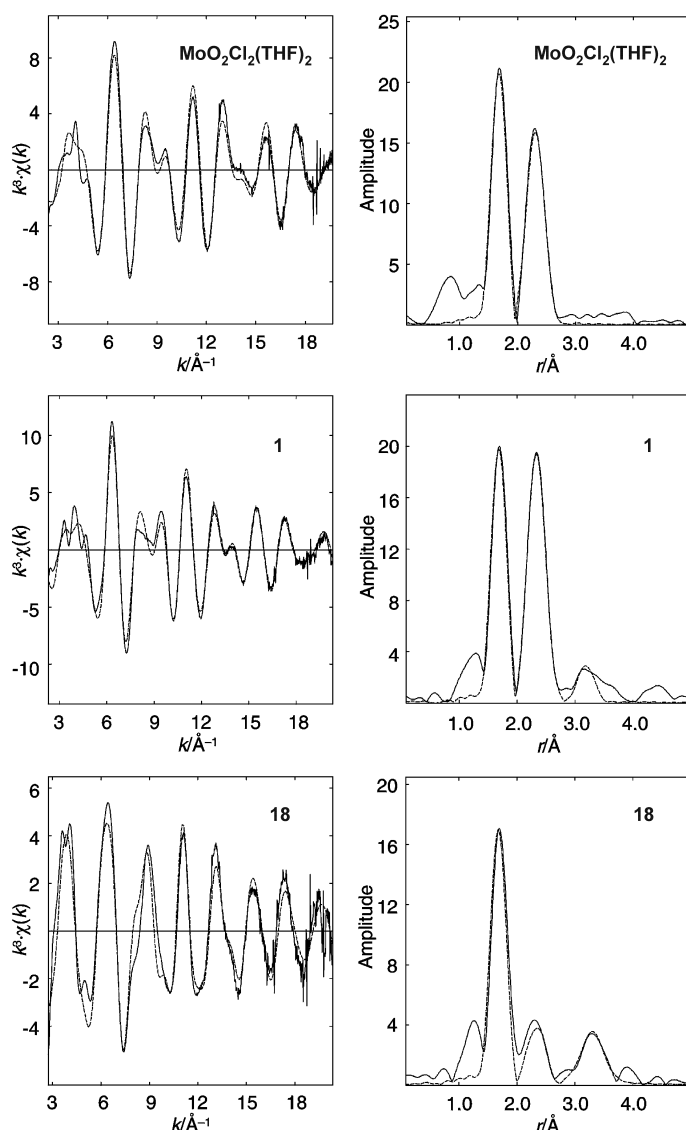 MoO₂Cl₂(THF)₂
k³·χ(k)
8
4
0
-4
-8
3 6 9 12 15 18
k/Å⁻¹
MoO₂Cl₂(THF)₂
Amplitude
25
20
15
10
5
1.0 2.0 3.0 4.0
r/Å
1
k³·χ(k)
10
5
0
-5
-10
3 6 9 12 15 18
k/Å⁻¹
1
Amplitude
20
16
12
8
4
1.0 2.0 3.0 4.0
r/Å
18
k³·χ(k)
6
4
2
0
-2
-4
3 6 9 12 15 18
k/Å⁻¹
18
Amplitude
20
16
12
8
4
1.0 2.0 3.0 4.0
r/Å